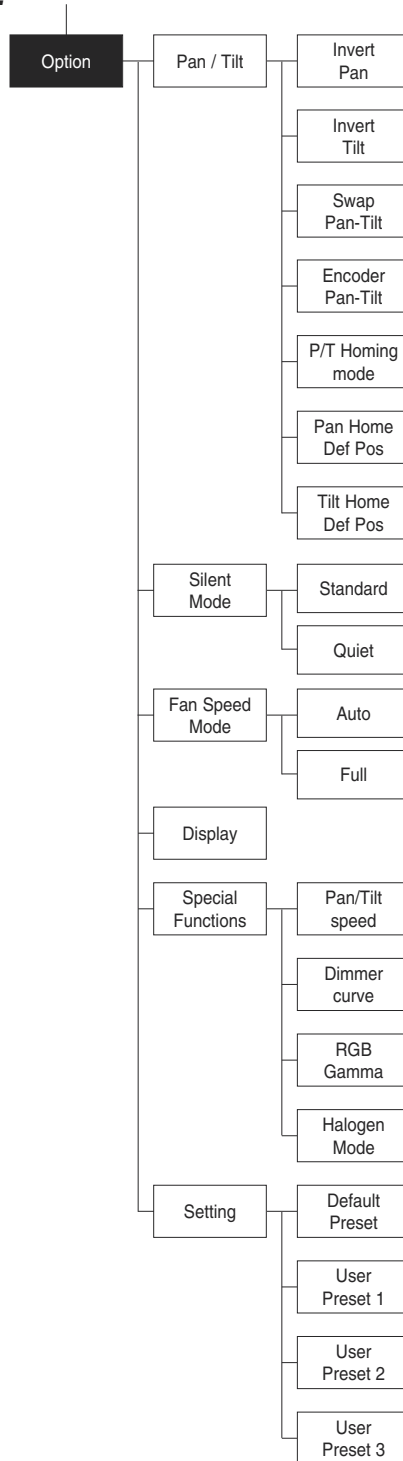 Option
Pan / Tilt
Invert
Pan
Invert
Tilt
Swap
Pan-Tilt
Encoder
Pan-Tilt
P/T Homing
mode
Pan Home
Def Pos
Tilt Home
Def Pos
Silent
Mode
Standard
Quiet
Fan Speed
Mode
Auto
Full
Display
Special
Functions
Pan/Tilt
speed
Dimmer
curve
RGB
Gamma
Halogen
Mode
Setting
Default
Preset
User
Preset 1
User
Preset 2
User
Preset 3